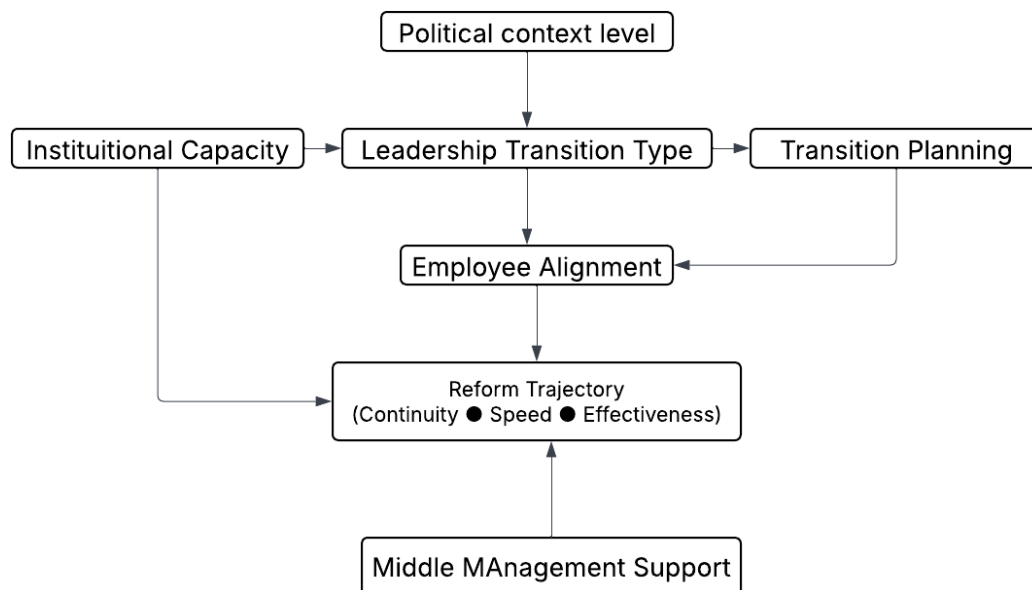 Political context level
Instituitional Capacity
Leadership Transition Type
Transition Planning
Employee Alignment
Reform Trajectory
(Continuity ● Speed ● Effectiveness)
Middle MAnagement Support